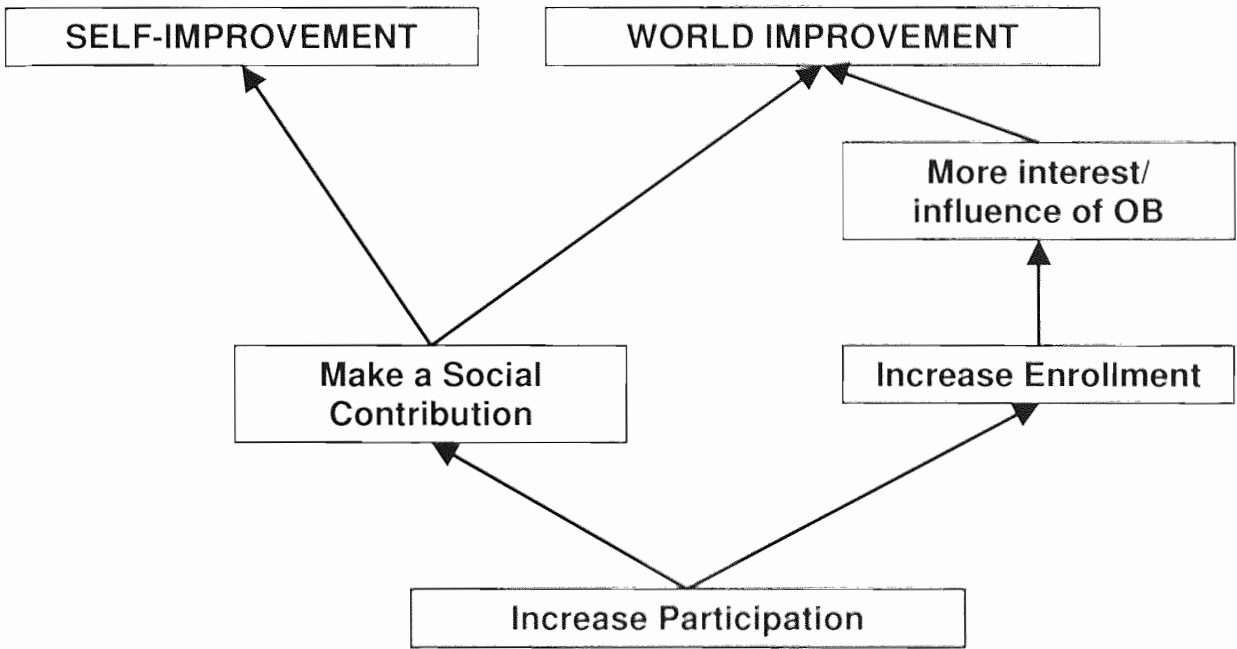 SELF-IMPROVEMENT
WORLD IMPROVEMENT
More interest/
influence of OB
Make a Social
Contribution
Increase Enrollment
Increase Participation